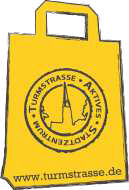 TURMSTRASSE • AKTIVES STADTZENTRUM •
www.turmstrasse.de